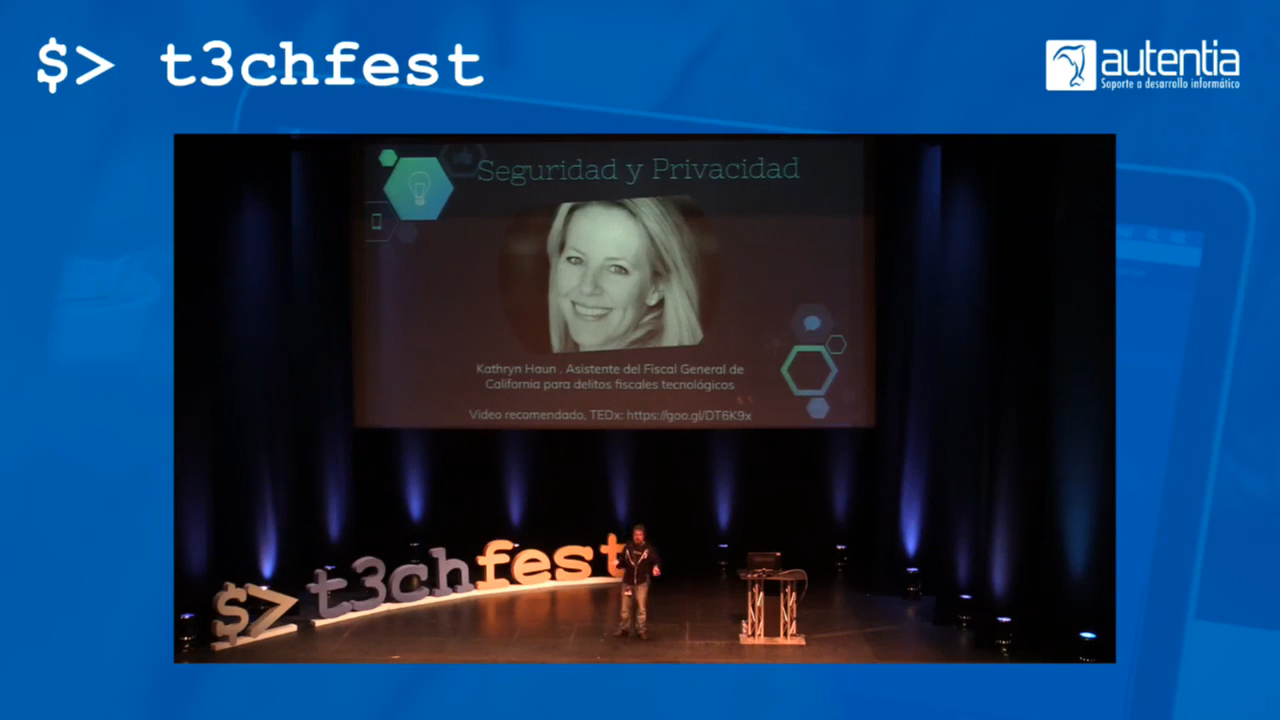 $> t3chfest
autentia
Soporte a desarrollo informático
Seguridad y Privacidad
Kathryn Haun . Asistente del Fiscal General de
California para delitos fiscales tecnológicos
Video recomendado, TEDx: https://goo.gl/DT6K9x
$> t3chfest